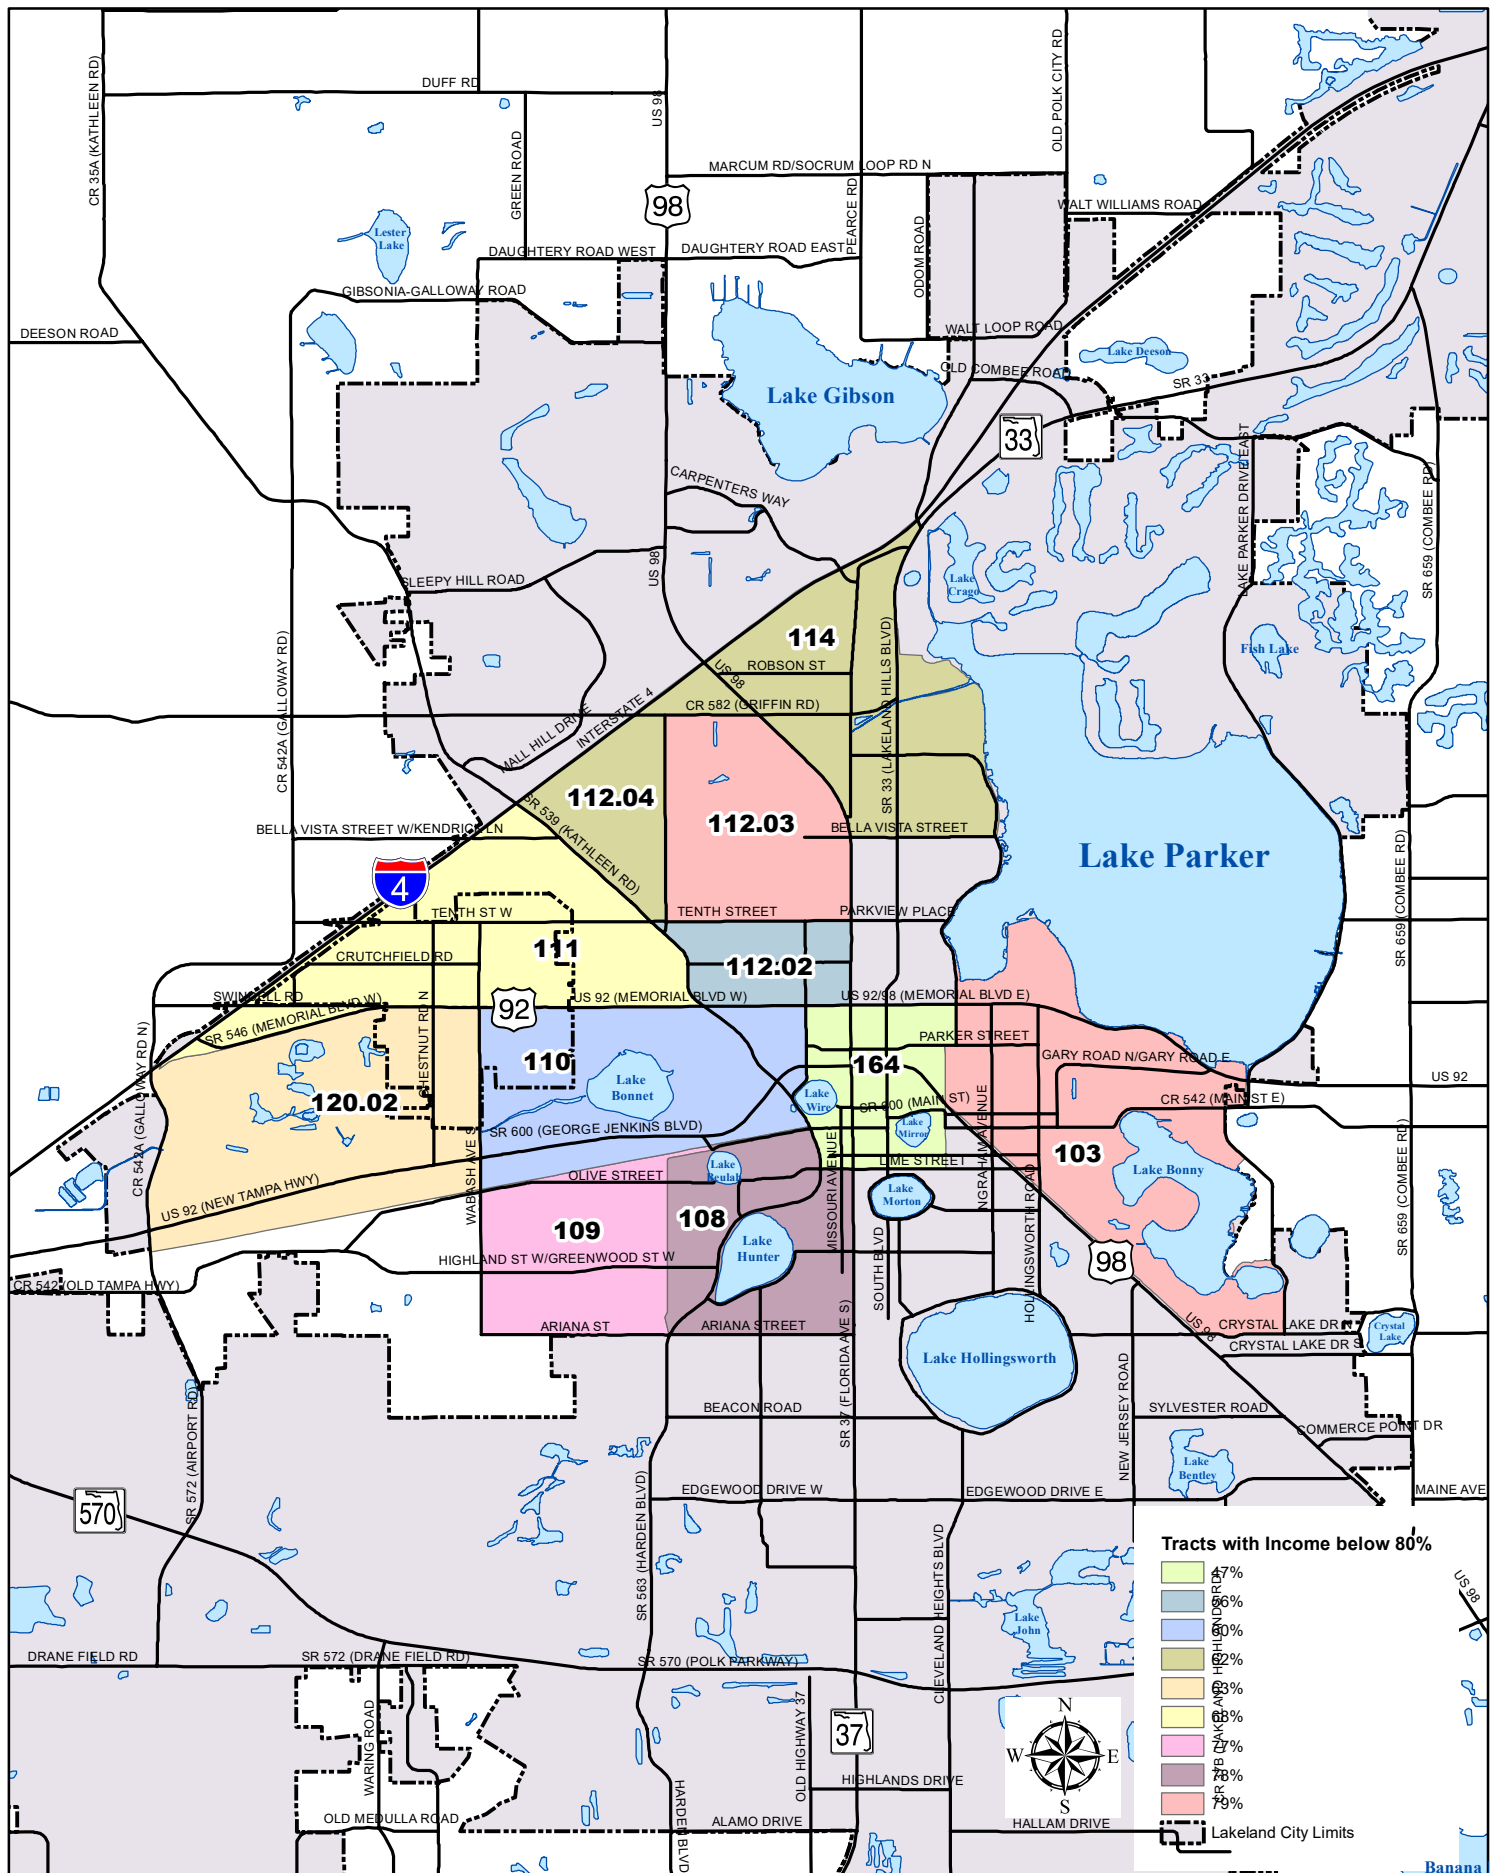 DUFF RD
CR 35A (KATHLEEN RD)
GREEN ROAD
US 98
OLD POLK CITY RD
MARCUM RD/SOCRUM LOOP RD N
98
PEARCE RD
ODOM ROAD
WALT WILLIAMS ROAD
Lester
Lake
DAUGHTERY ROAD WEST
DAUGHTERY ROAD EAST
GIBSONIA-GALLOWAY ROAD
DEESON ROAD
WALT LOOP ROAD
Lake Deeson
OLD COMBEE ROAD
SR 33
Lake Gibson
33
CARPENTERS WAY
LAKE PARKER DRIVE EAST
SR 659 (COMBEE RD)
US 98
SLEEPY HILL ROAD
Lake
Crago
CR 542A (GALLOWAY RD)
114
ROBSON ST
US 98
SR 33 (LAKELAND HILLS BLVD)
Fish Lake
CR 582 (GRIFFIN RD)
MALL HILL DRIVE
INTERSTATE 4
112.04
112.03
SR 539 (KATHLEEN RD)
BELLA VISTA STREET W/KENDRICK LN
BELLA VISTA STREET
Lake Parker
4
TENTH ST W
TENTH STREET
PARKVIEW PLACE
SR 659 (COMBEE RD)
111
CRUTCHFIELD RD
112.02
SWINDELL RD
92
US 92 (MEMORIAL BLVD W)
US 92/98 (MEMORIAL BLVD E)
SR 546 (MEMORIAL BLVD W)
CHESTNUT RD N
PARKER STREET
110
164
GARY ROAD N/GARY ROAD E
US 92
Lake
Bonnet
120.02
Lake
Wire
SR 600 (MAIN ST)
CR 542 (MAIN ST E)
CR 542A (GALLOWAY RD N)
SR 600 (GEORGE JENKINS BLVD)
Lake
Mirror
INGRAHAM AVENUE
103
Lake Bonny
LIME STREET
OLIVE STREET
Lake
Beulah
WABASH AVE S
US 92 (NEW TAMPA HWY)
Lake
Morton
MISSOURI AVENUE
HOLLINGSWORTH ROAD
SR 659 (COMBEE RD)
109
108
Lake
Hunter
HIGHLAND ST W/GREENWOOD ST W
98
SOUTH BLVD
CR 542 (OLD TAMPA HWY)
ARIANA ST
ARIANA STREET
US 98
CRYSTAL LAKE DR N
Crystal
Lake
CRYSTAL LAKE DR S
Lake Hollingsworth
SR 37 (FLORIDA AVE S)
NEW JERSEY ROAD
BEACON ROAD
SYLVESTER ROAD
COMMERCE POINT DR
SR 572 (AIRPORT RD)
Lake
Bentley
EDGEWOOD DRIVE W
EDGEWOOD DRIVE E
MAINE AVE
570
SR 563 (HARDEN BLVD)
CLEVELAND HEIGHTS BLVD
Tracts with Income below 80%
47%
56%
60%
62%
63%
68%
77%
78%
79%
Lakeland City Limits
US 98
Lake
John
DRANE FIELD RD
SR 572 (DRANE FIELD RD)
SR 570 (POLK PARKWAY)
WARING ROAD
OLD HIGHWAY 37
37
N
W
E
S
HIGHLANDS DRIVE
OLD MEDULLA ROAD
HARDEN BLVD
ALAMO DRIVE
HALLAM DRIVE
Banana